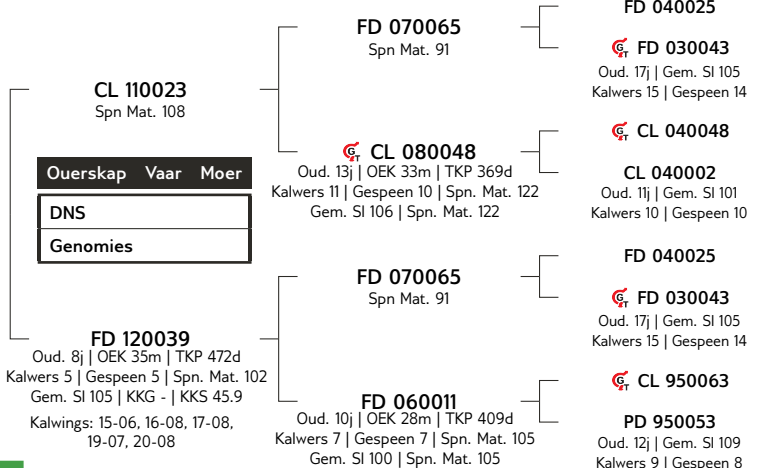 CL 110023
Spn Mat. 108
Ouerskap Vaar Moer
DNS
Genomies
FD 120039
Oud. 8j | OEK 35m | TKP 472d
Kalwers 5 | Gespeen 5 | Spn. Mat. 102
Gem. SI 105 | KKG - | KKS 45.9
Kalwings: 15-06, 16-08, 17-08,
19-07, 20-08
FD 070065
Spn Mat. 91
GT CL 080048
Oud. 13j | OEK 33m | TKP 369d
Kalwers 11 | Gespeen 10 | Spn. Mat. 122
Gem. SI 106 | Spn. Mat. 122
FD 070065
Spn Mat. 91
FD 060011
Oud. 10j | OEK 28m | TKP 409d
Kalwers 7 | Gespeen 7 | Spn. Mat. 105
Gem. SI 100 | Spn. Mat. 105
FD 040025
GT FD 030043
Oud. 17j | Gem. SI 105
Kalwers 15 | Gespeen 14
GT CL 040048
CL 040002
Oud. 11j | Gem. SI 101
Kalwers 10 | Gespeen 10
FD 040025
GT FD 030043
Oud. 17j | Gem. SI 105
Kalwers 15 | Gespeen 14
GT CL 950063
PD 950053
Oud. 12j | Gem. SI 109
Kalwers 9 | Gespeen 8